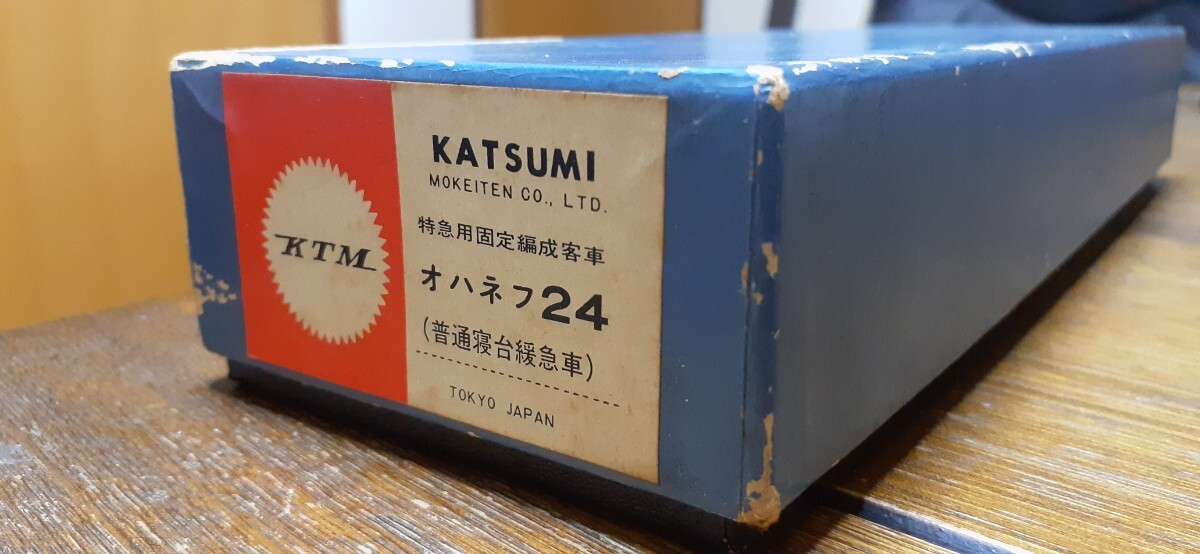 KTM
KATSUMI
MOKEITEN CO., LTD.
特急用固定編成客車
オハネフ24
(普通寝台緩急車)
TOKYO JAPAN